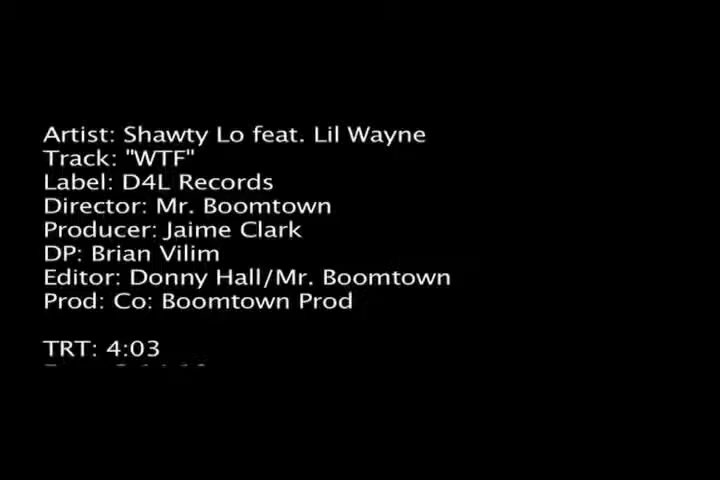 Artist: Shawty Lo feat. Lil Wayne
Track: "WTF"
Label: D4L Records
Director: Mr. Boomtown
Producer: Jaime Clark
DP: Brian Vilim
Editor: Donny Hall/Mr. Boomtown
Prod: Co: Boomtown Prod
TRT: 4:03